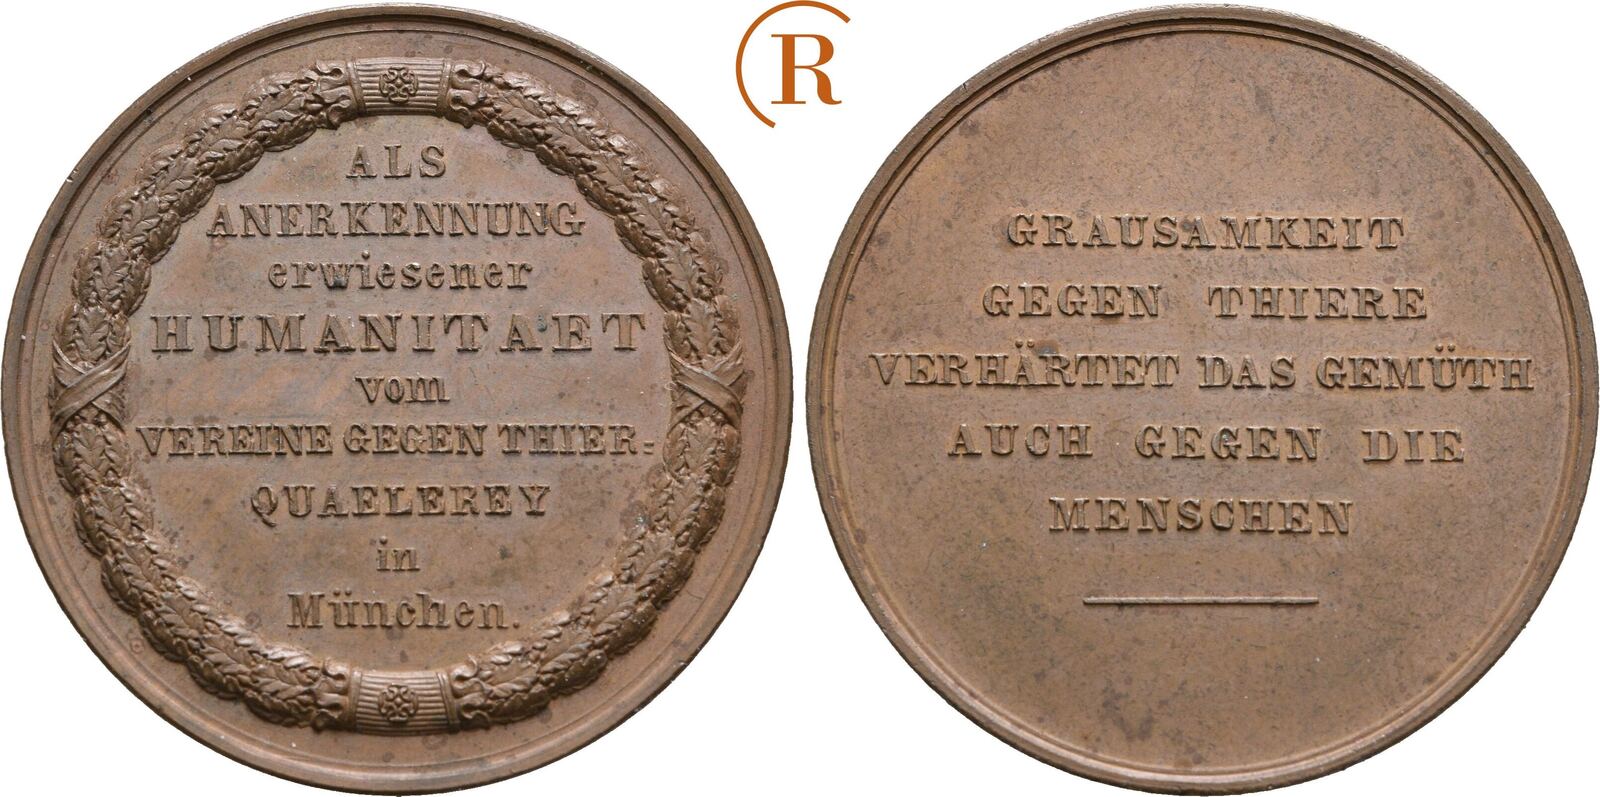 ALS
ANERKENNUNG
erwiesener
HUMANITAET
vom
VEREINE GEGEN THIER=
QUAELEREY
in
München.
R
GRAUSAMKEIT
GEGEN THIERE
VERHÄRTET DAS GEMÜTH
AUCH GEGEN DIE
MENSCHEN